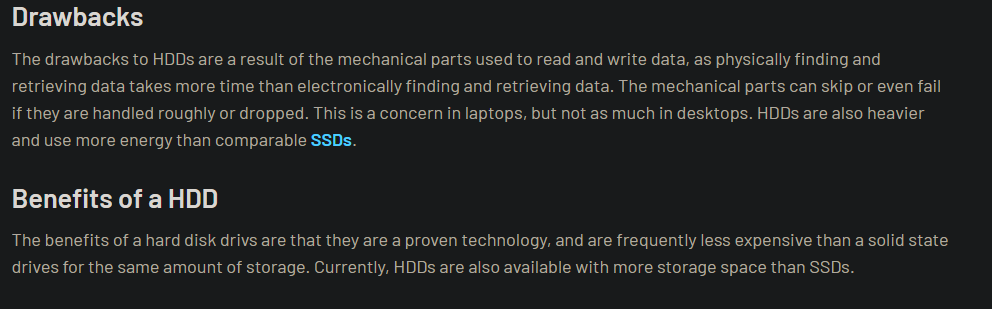 Drawbacks
The drawbacks to HDDs are a result of the mechanical parts used to read and write data, as physically finding and
retrieving data takes more time than electronically finding and retrieving data. The mechanical parts can skip or even fail
if they are handled roughly or dropped. This is a concern in laptops, but not as much in desktops. HDDs are also heavier
and use more energy than comparable SSDs.
Benefits of a HDD
The benefits of a hard disk drivs are that they are a proven technology, and are frequently less expensive than a solid state
drives for the same amount of storage. Currently, HDDs are also available with more storage space than SSDs.